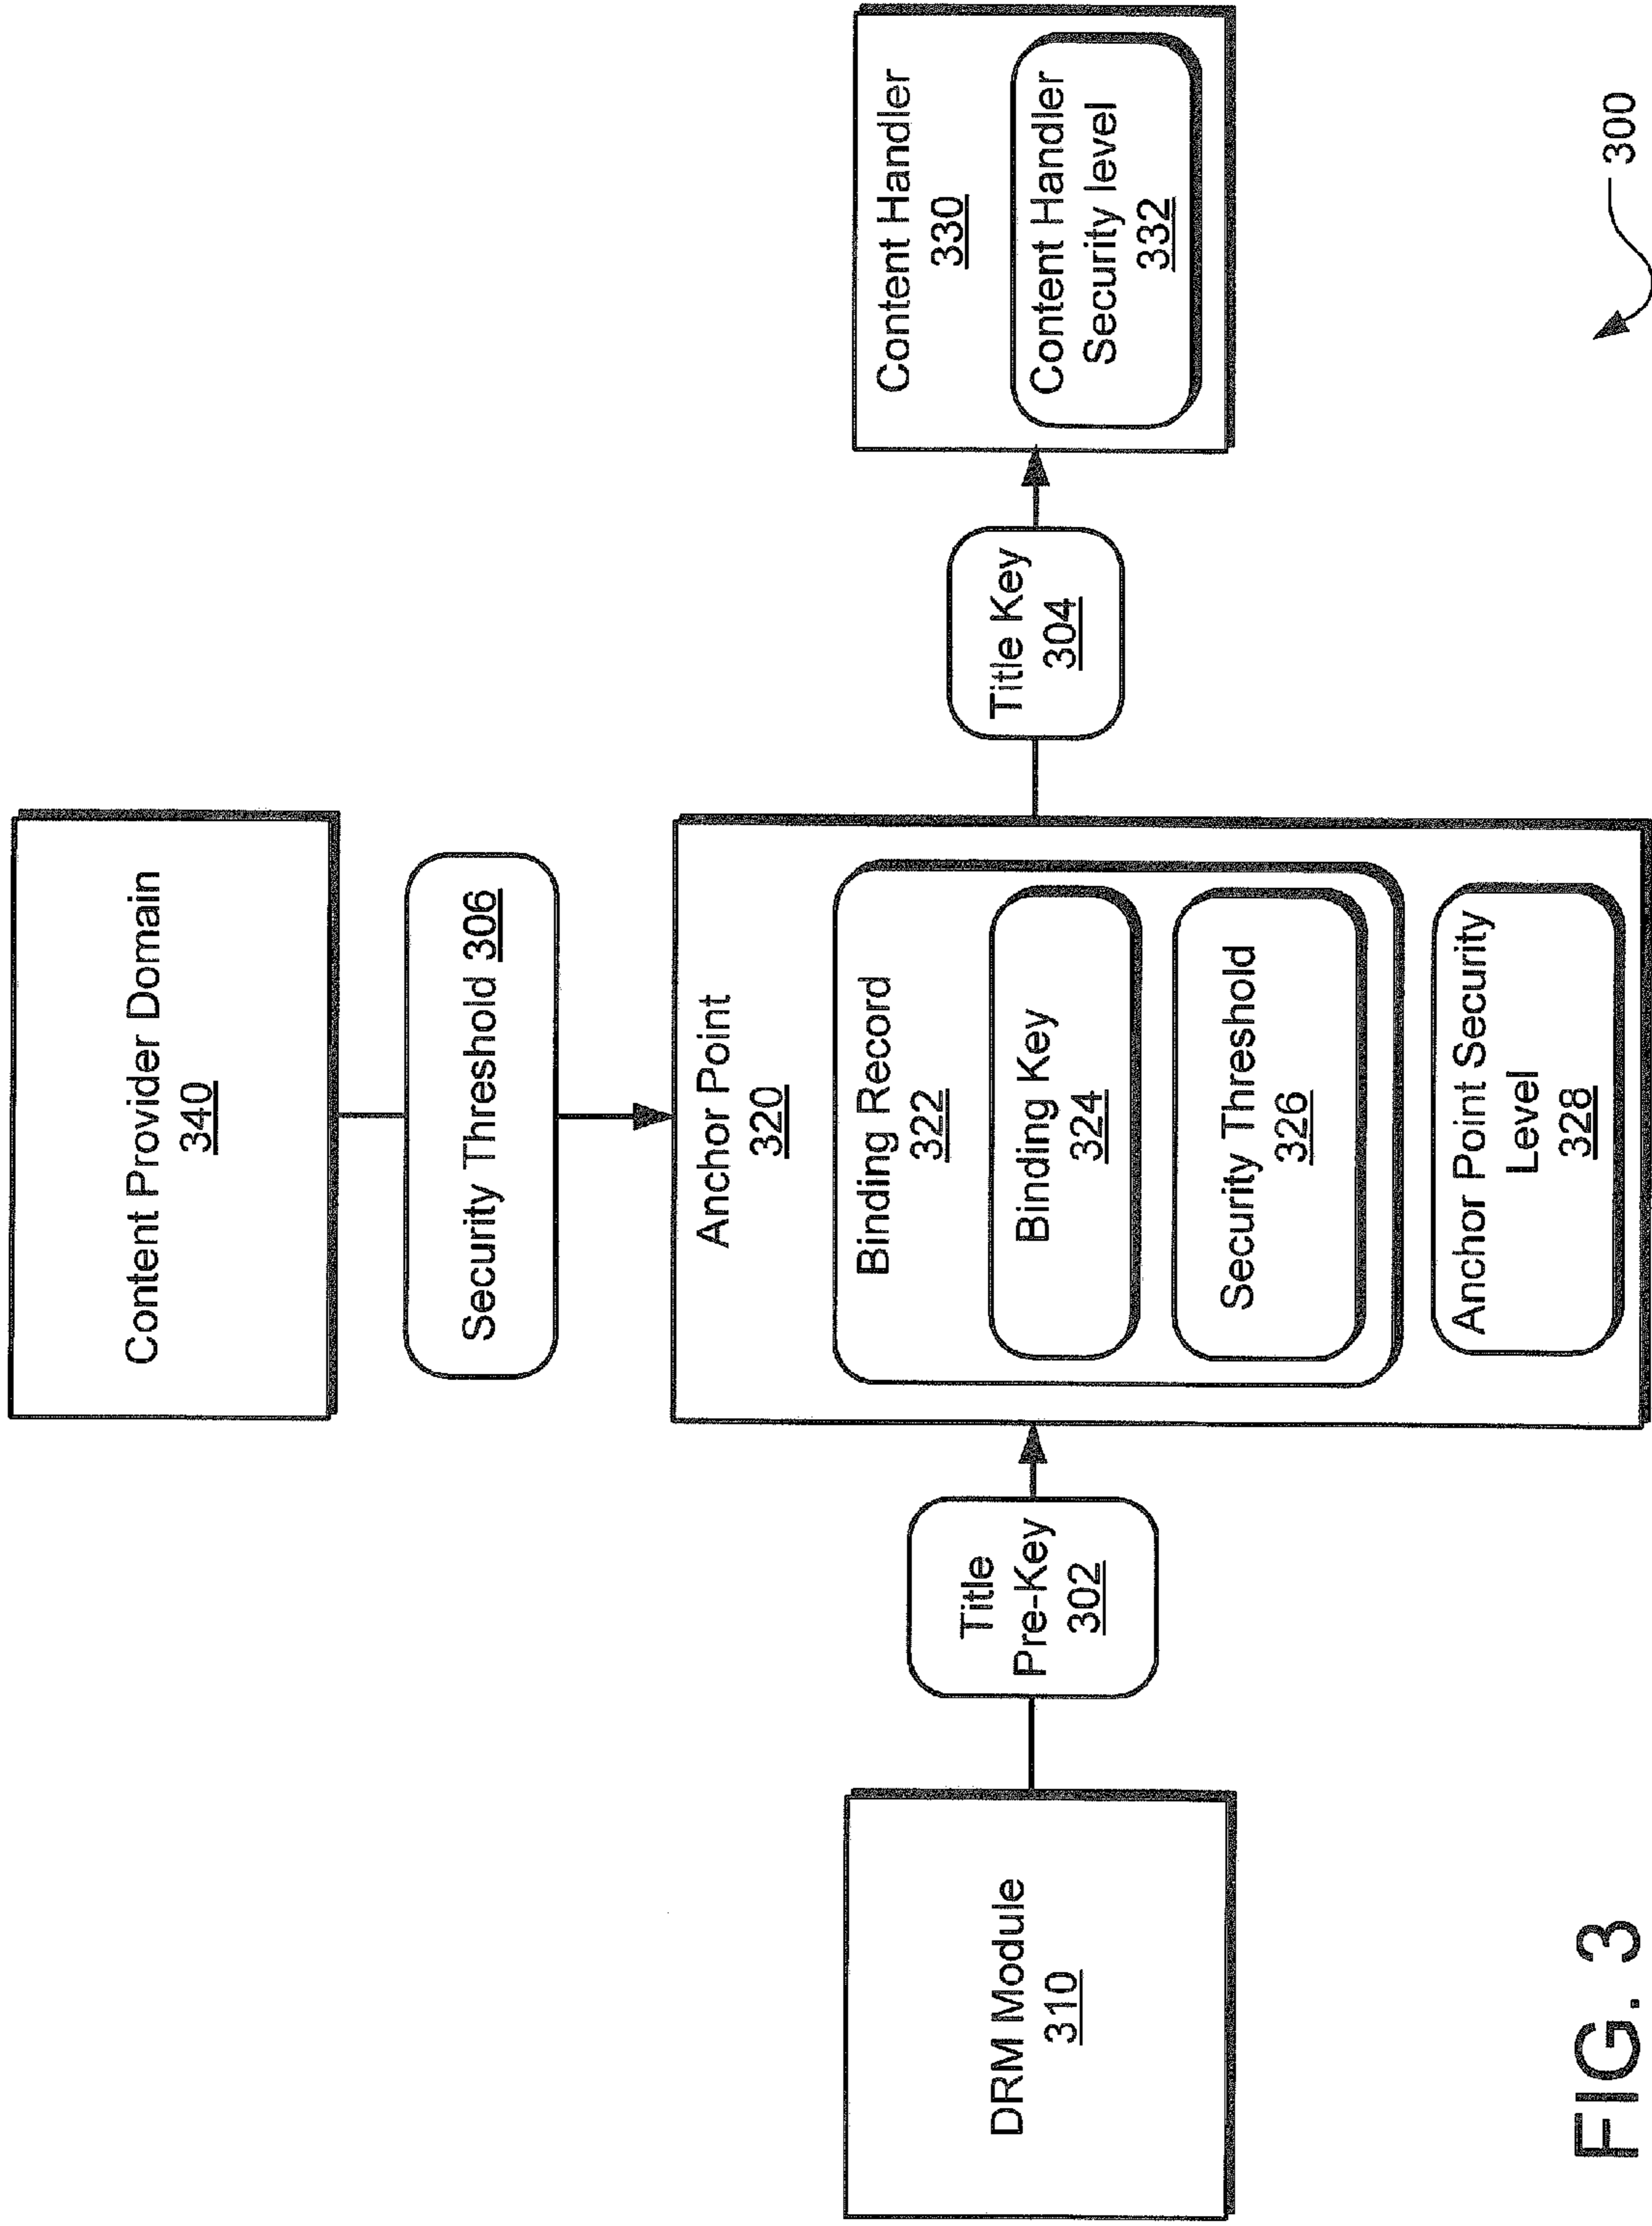 Content Provider Domain
340
Security Threshold 306
DRM Module
310
Title
Pre-Key
302
Anchor Point
320
Binding Record
322
Binding Key
324
Security Threshold
326
Anchor Point Security
Level
328
Title Key
304
Content Handler
330
Content Handler
Security level
332
FIG. 3
300